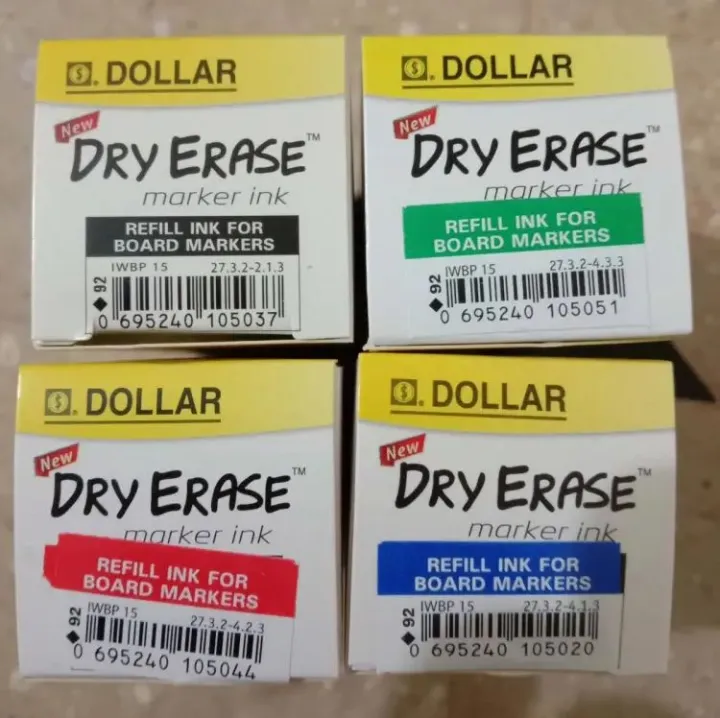 DOLLAR
New
DRY ERASE™
marker ink
REFILL INK FOR
BOARD MARKERS
IWBP 15 27.3.2-2.1.3
92
0 695240 105037
DOLLAR
New
DRY ERASE™
marker ink
REFILL INK FOR
BOARD MARKERS
IWBP 15 27.3.2-4.3.3
92
0 695240 105051
DOLLAR
New
DRY ERASE™
marker ink
REFILL INK FOR
BOARD MARKERS
IWBP 15 27.3.2-4.2.3
92
0 695240 105044
DOLLAR
New
DRY ERASE™
marker ink
REFILL INK FOR
BOARD MARKERS
IWBP 15 27.3.2-4.1.3
92
0 695240 105020